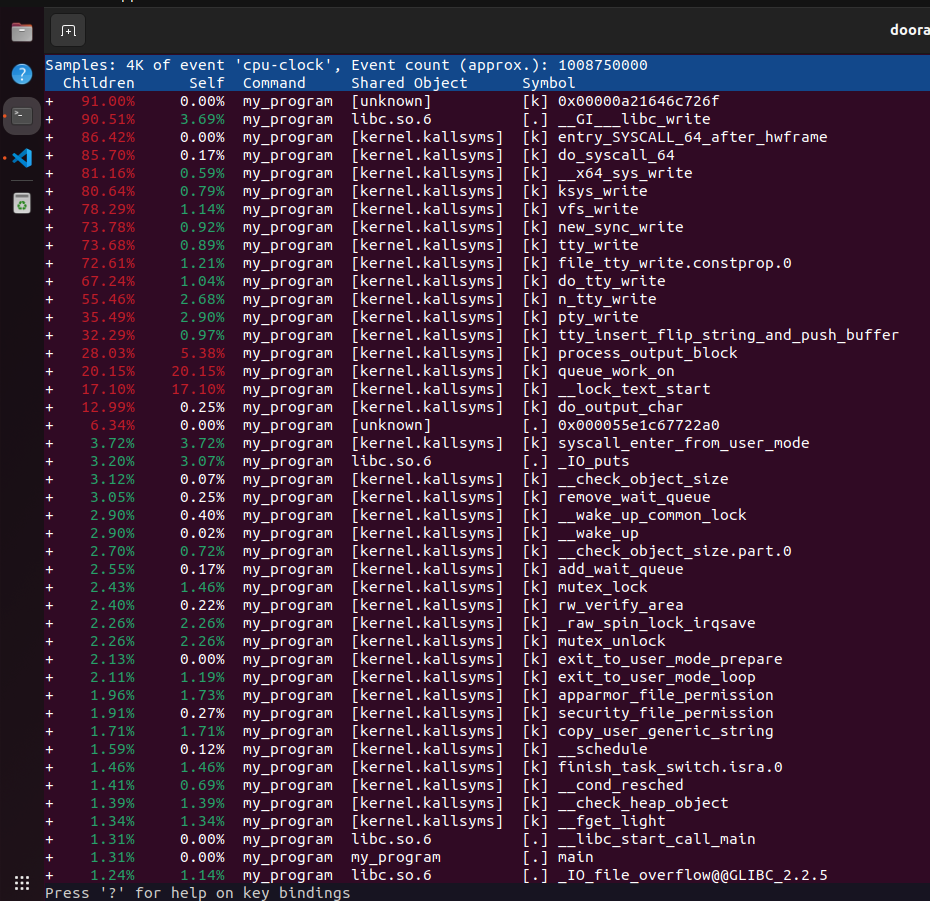 doora
Samples: 4K of event 'cpu-clock', Event count (approx.): 1008750000
Children Self Command Shared Object Symbol
+ 91.00% 0.00% my_program [unknown] [k] 0x00000a21646c726f
+ 90.51% 3.69% my_program libc.so.6 [.] __GI___libc_write
+ 86.42% 0.00% my_program [kernel.kallsyms] [k] entry_SYSCALL_64_after_hwframe
+ 85.70% 0.17% my_program [kernel.kallsyms] [k] do_syscall_64
+ 81.16% 0.59% my_program [kernel.kallsyms] [k] __x64_sys_write
+ 80.64% 0.79% my_program [kernel.kallsyms] [k] ksys_write
+ 78.29% 1.14% my_program [kernel.kallsyms] [k] vfs_write
+ 73.78% 0.92% my_program [kernel.kallsyms] [k] new_sync_write
+ 73.68% 0.89% my_program [kernel.kallsyms] [k] tty_write
+ 72.61% 1.21% my_program [kernel.kallsyms] [k] file_tty_write.constprop.0
+ 67.24% 1.04% my_program [kernel.kallsyms] [k] do_tty_write
+ 55.46% 2.68% my_program [kernel.kallsyms] [k] n_tty_write
+ 35.49% 2.90% my_program [kernel.kallsyms] [k] pty_write
+ 32.29% 0.97% my_program [kernel.kallsyms] [k] tty_insert_flip_string_and_push_buffer
+ 28.03% 5.38% my_program [kernel.kallsyms] [k] process_output_block
+ 20.15% 20.15% my_program [kernel.kallsyms] [k] queue_work_on
+ 17.10% 17.10% my_program [kernel.kallsyms] [k] __lock_text_start
+ 12.99% 0.25% my_program [kernel.kallsyms] [k] do_output_char
+ 6.34% 0.00% my_program [unknown] [.] 0x000055e1c67722a0
+ 3.72% 3.72% my_program [kernel.kallsyms] [k] syscall_enter_from_user_mode
+ 3.20% 3.07% my_program libc.so.6 [.] _IO_puts
+ 3.12% 0.07% my_program [kernel.kallsyms] [k] __check_object_size
+ 3.05% 0.25% my_program [kernel.kallsyms] [k] remove_wait_queue
+ 2.90% 0.40% my_program [kernel.kallsyms] [k] __wake_up_common_lock
+ 2.90% 0.02% my_program [kernel.kallsyms] [k] __wake_up
+ 2.70% 0.72% my_program [kernel.kallsyms] [k] __check_object_size.part.0
+ 2.55% 0.17% my_program [kernel.kallsyms] [k] add_wait_queue
+ 2.43% 1.46% my_program [kernel.kallsyms] [k] mutex_lock
+ 2.40% 0.22% my_program [kernel.kallsyms] [k] rw_verify_area
+ 2.26% 2.26% my_program [kernel.kallsyms] [k] _raw_spin_lock_irqsave
+ 2.26% 2.26% my_program [kernel.kallsyms] [k] mutex_unlock
+ 2.13% 0.00% my_program [kernel.kallsyms] [k] exit_to_user_mode_prepare
+ 2.11% 1.19% my_program [kernel.kallsyms] [k] exit_to_user_mode_loop
+ 1.96% 1.73% my_program [kernel.kallsyms] [k] apparmor_file_permission
+ 1.91% 0.27% my_program [kernel.kallsyms] [k] security_file_permission
+ 1.71% 1.71% my_program [kernel.kallsyms] [k] copy_user_generic_string
+ 1.59% 0.12% my_program [kernel.kallsyms] [k] __schedule
+ 1.46% 1.46% my_program [kernel.kallsyms] [k] finish_task_switch.isra.0
+ 1.41% 0.69% my_program [kernel.kallsyms] [k] __cond_resched
+ 1.39% 1.39% my_program [kernel.kallsyms] [k] __check_heap_object
+ 1.34% 1.34% my_program [kernel.kallsyms] [k] __fget_light
+ 1.31% 0.00% my_program libc.so.6 [.] __libc_start_call_main
+ 1.31% 0.00% my_program my_program [.] main
+ 1.24% 1.14% my_program libc.so.6 [.] _IO_file_overflow@@GLIBC_2.2.5
Press '?' for help on key bindings